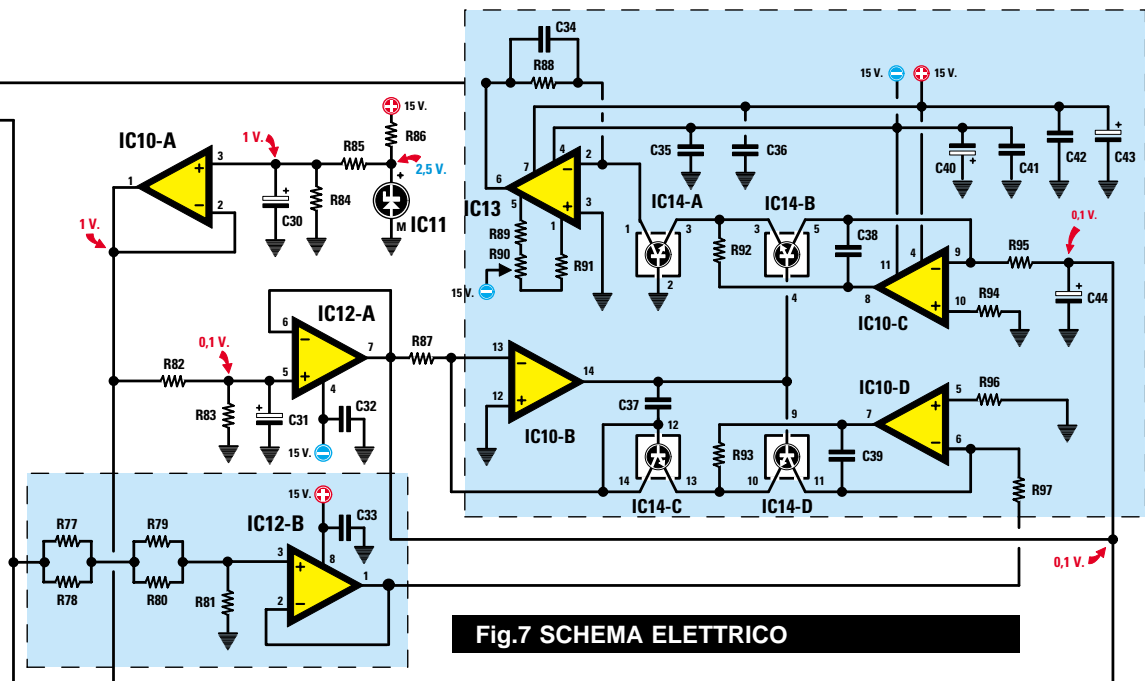 C34
R88
15 V.
15 V.
15 V.
R86
IC10-A
1 V.
R85
2,5 V.
3
+
−
2
1
C30
R84
M
IC11
1 V.
7
4
2
−
+
3
6
5
1
IC13
R89
R90
R91
15 V.
C35
C36
C40
C41
C42
C43
IC14-A
IC14-B
1
3
2
R92
3
5
4
C38
11
4
9
−
+
10
8
IC10-C
R95
R94
0,1 V.
C44
IC12-A
6
−
+
5
7
4
R82
0,1 V.
R83
C31
C32
15 V.
R87
13
−
+
12
14
IC10-B
C37
12
14
13
IC14-C
R93
9
10
11
IC14-D
C39
IC10-D
7
5
+
−
6
R96
R97
15 V.
IC12-B
C33
R77
R78
R79
R80
R81
3
+
−
2
8
1
0,1 V.
Fig.7 SCHEMA ELETTRICO